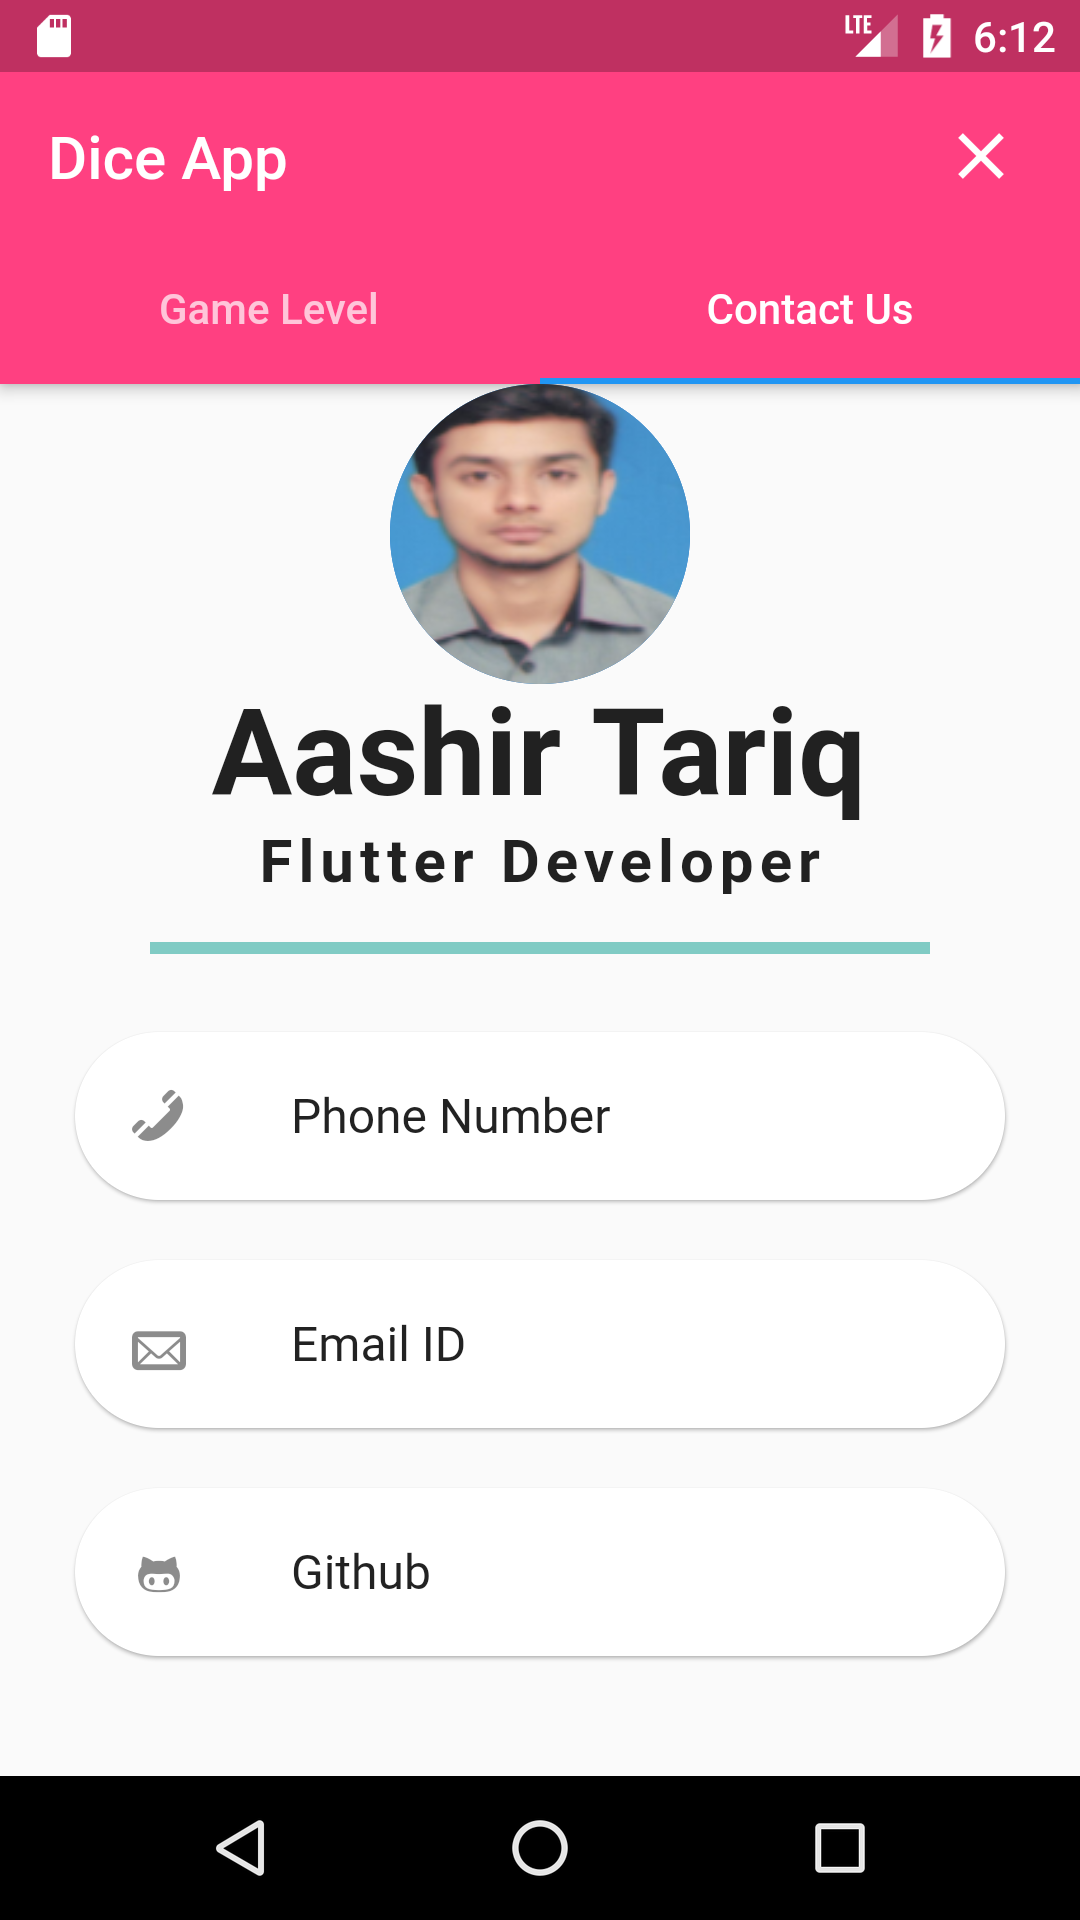 LTE 6:12
Dice App
Game Level Contact Us
Aashir Tariq
Flutter Developer
Phone Number
Email ID
Github